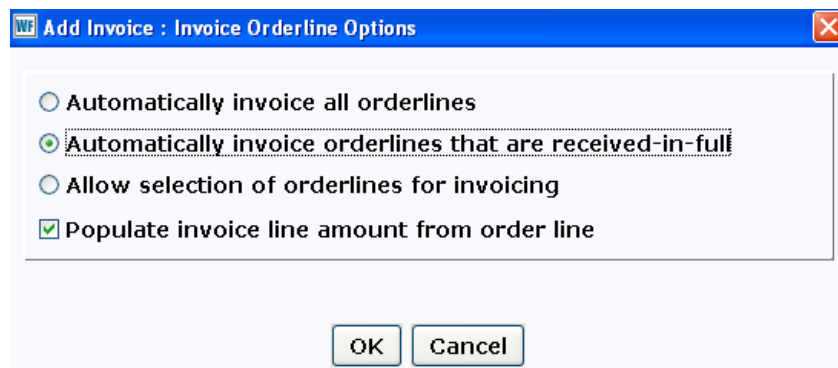 WF Add Invoice : Invoice Orderline Options
Automatically invoice all orderlines
Automatically invoice orderlines that are received-in-full
Allow selection of orderlines for invoicing
Populate invoice line amount from order line
OK Cancel